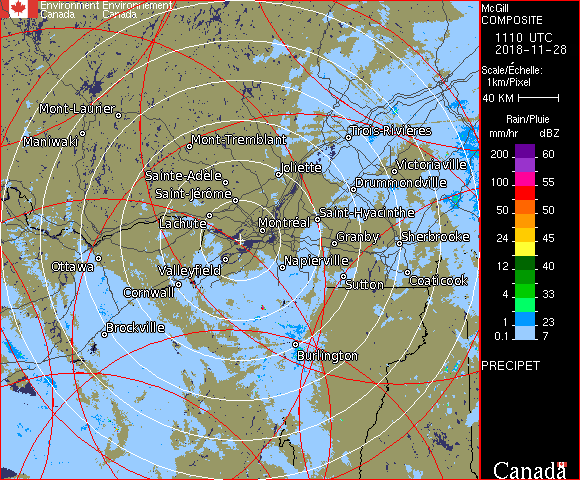 Environment Environnement
Canada Canada
McGill
COMPOSITE
1110 UTC
2018-11-28
Scale/Échelle:
1km/Pixel
40 KM
Rain/Pluie
mm/hr dBZ
200 60
100 55
50 50
24 45
12 40
4 33
1 23
0.1 7
PRECIPET
Canada
Mont-Laurier
Maniwaki
Mont-Tremblant
Trois-Rivières
Joliette
Victoriaville
Sainte-Adèle
Drummondville
Saint-Jérôme
Saint-Hyacinthe
Lachute
Montréal
Granby
Sherbrooke
Ottawa
Valleyfield
Napierville
Cornwall
Sutton
Coaticook
Brockville
Burlington